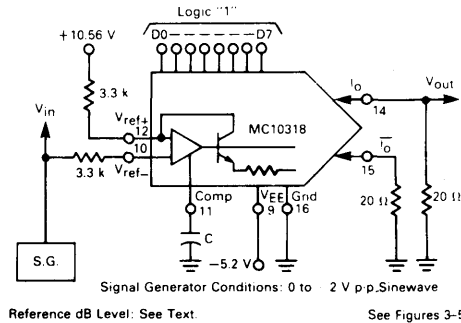 Logic "1"
D0 – – – – – – D7
+10.56 V
3.3 k
Vin
Vref+
12
10
Vref–
3.3 k
MC10318
IO
14
Vout
IO
15
20 Ω
20 Ω
Comp
11
VEE
9
Gnd
16
C
–5.2 V
S.G.
Signal Generator Conditions: 0 to 2 V p-p,Sinewave
Reference dB Level: See Text.
See Figures 3-5